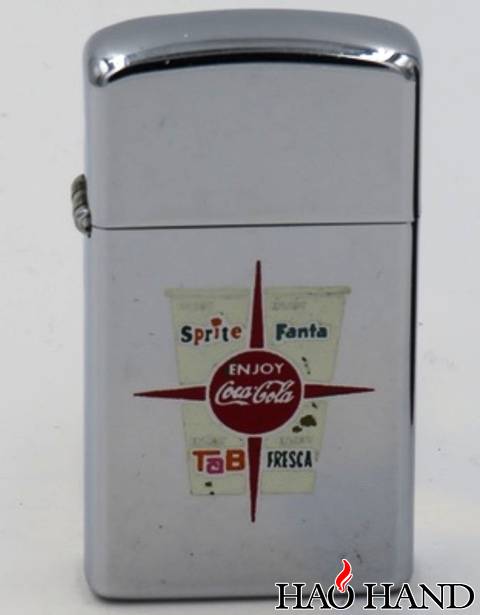 Sprite Fanta
ENJOY
Coca-Cola
TaB FRESCA
HAO HAND